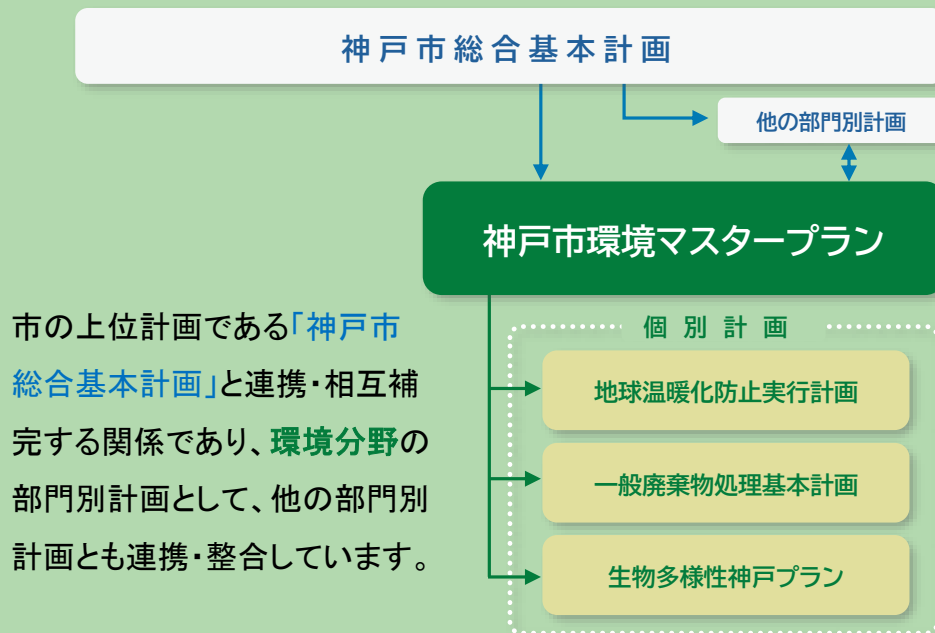 神戸市総合基本計画
他の部門別計画
神戸市環境マスタープラン
市の上位計画である「神戸市
総合基本計画」と連携・相互補
完する関係であり、環境分野の
部門別計画として、他の部門別
計画とも連携・整合しています。
個別計画
地球温暖化防止実行計画
一般廃棄物処理基本計画
生物多様性神戸プラン